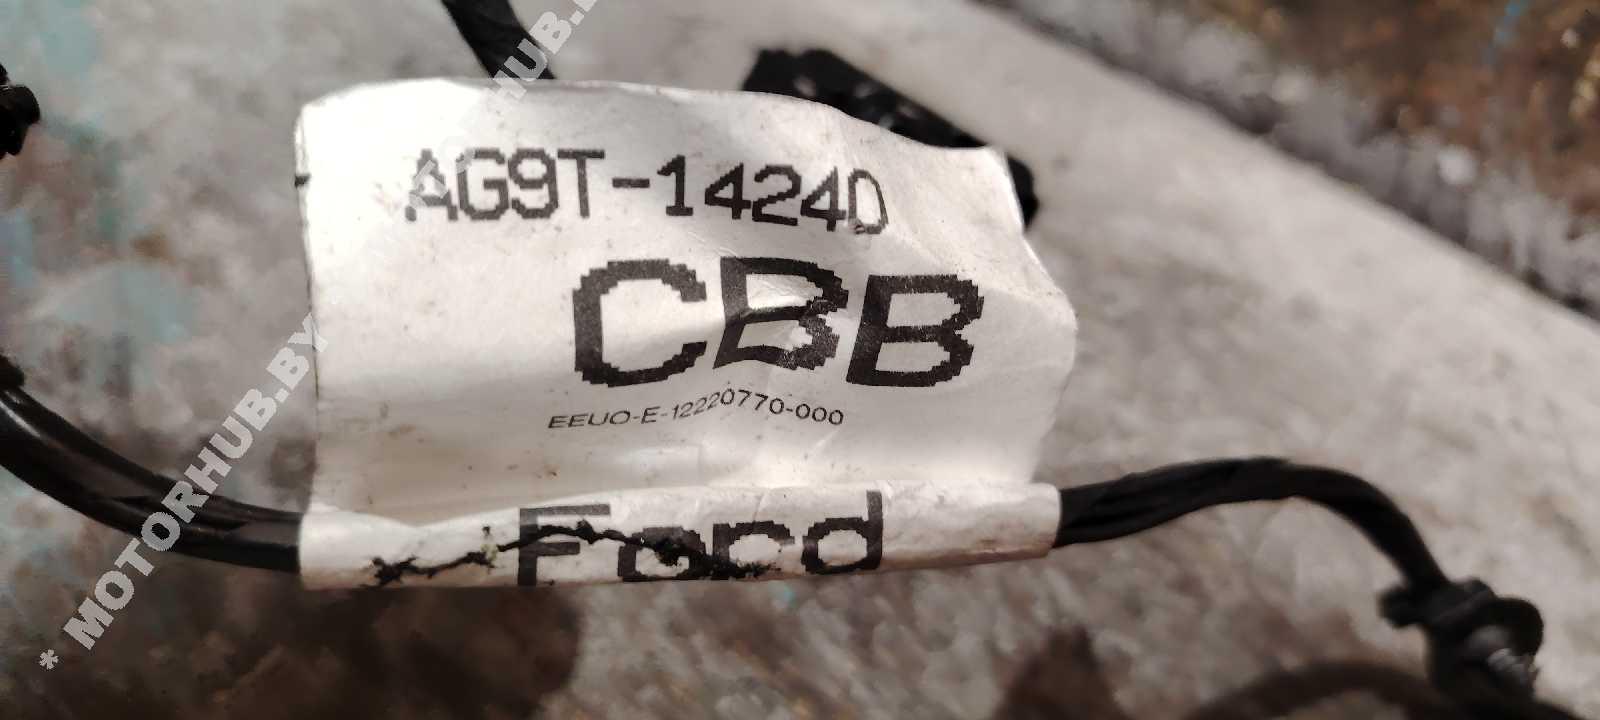 AG9T-14240
CBB
EEUO-E-12220770-000
Ford
* MOTORHUB.BY
MOTORHUB.BY